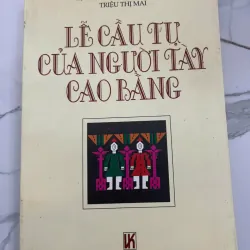 TRIỆU THỊ MAI
LỄ CẦU TỰ
CỦA NGƯỜI TÀY
CAO BẰNG